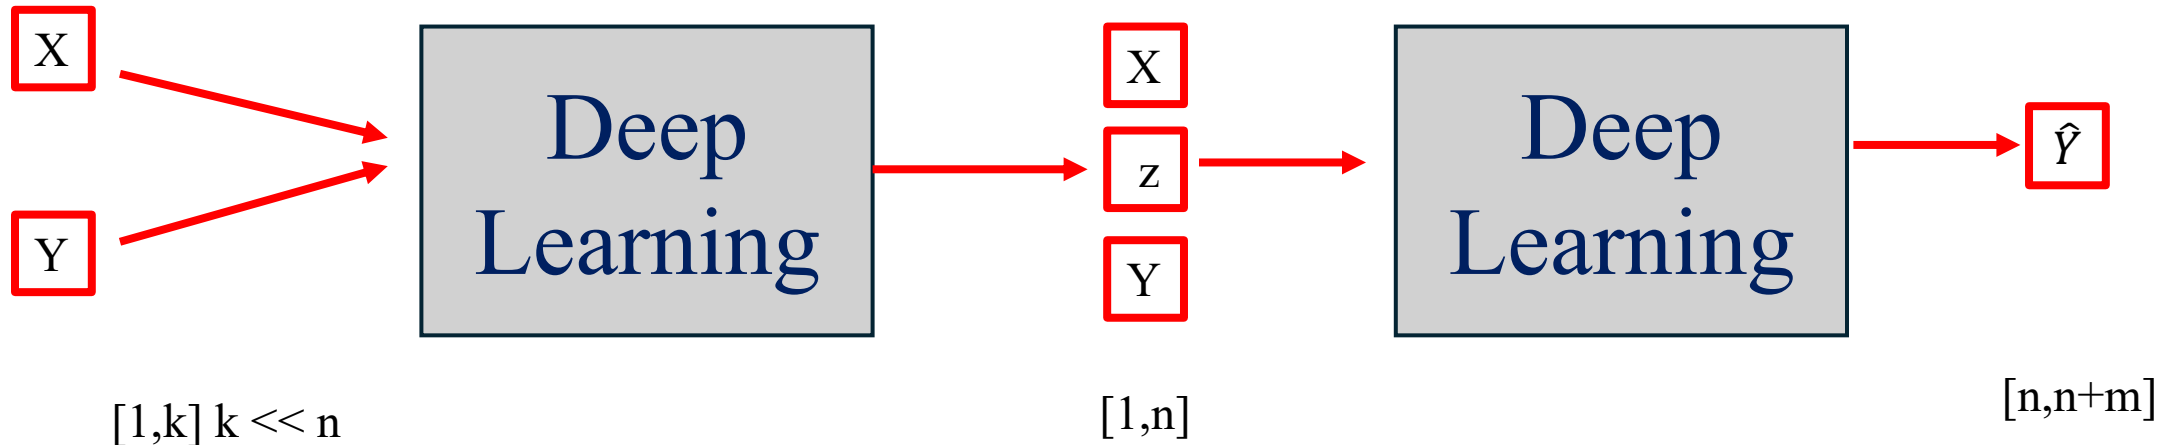 X
Y
Deep
Learning
X
z
Y
Deep
Learning
Ŷ
[1,k] k << n
[1,n]
[n,n+m]